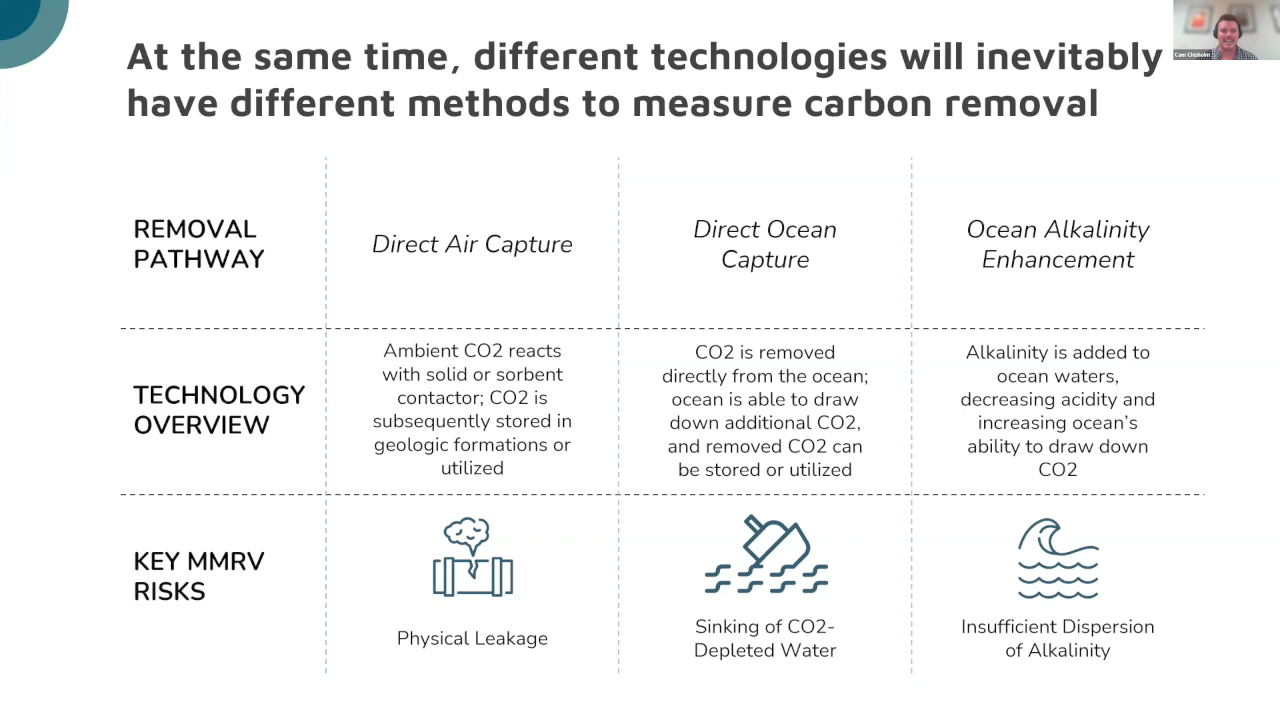 At the same time, different technologies will inevitably
have different methods to measure carbon removal
Cam Chisholm
REMOVAL
PATHWAY
Direct Air Capture
Direct Ocean
Capture
Ocean Alkalinity
Enhancement
TECHNOLOGY
OVERVIEW
Ambient CO2 reacts
with solid or sorbent
contactor; CO2 is
subsequently stored in
geologic formations or
utilized
CO2 is removed
directly from the ocean;
ocean is able to draw
down additional CO2,
and removed CO2 can
be stored or utilized
Alkalinity is added to
ocean waters,
decreasing acidity and
increasing ocean's
ability to draw down
CO2
KEY MMRV
RISKS
Physical Leakage
Sinking of CO2-
Depleted Water
Insufficient Dispersion
of Alkalinity